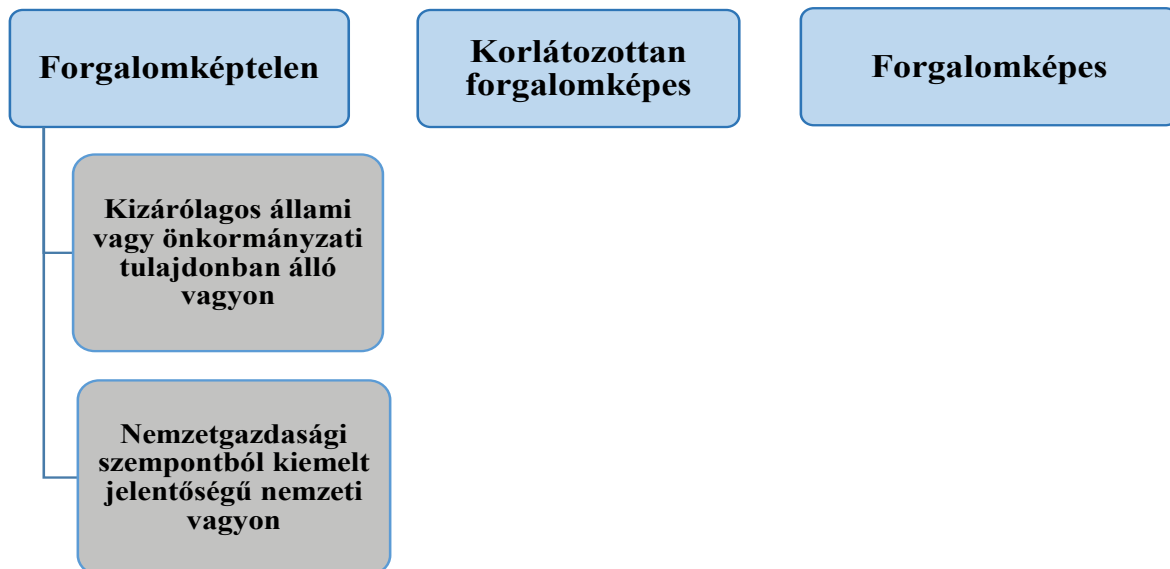 Forgalomképtelen
Korlátozottan
forgalomképes
Forgalomképes
Kizárólagos állami
vagy önkormányzati
tulajdonban álló
vagyon
Nemzetgazdasági
szempontból kiemelt
jelentőségű nemzeti
vagyon